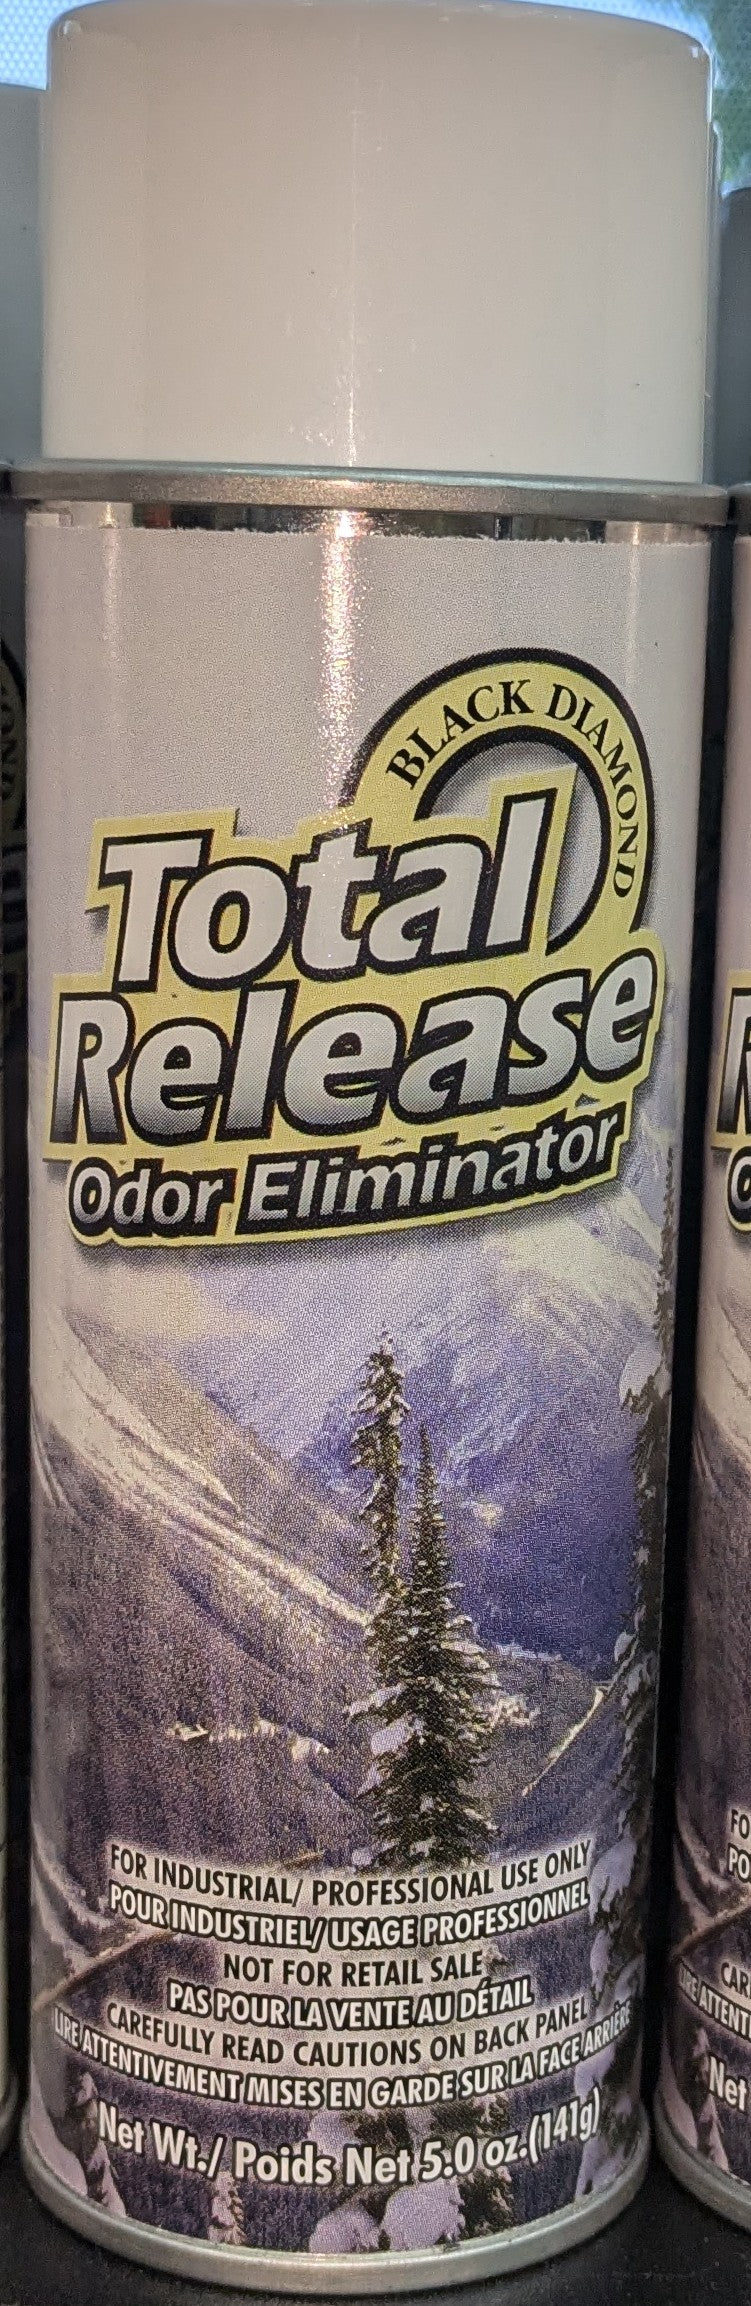 BLACK DIAMOND
Total
Release
Odor Eliminator
FOR INDUSTRIAL/ PROFESSIONAL USE ONLY
POUR INDUSTRIEL/ USAGE PROFESSIONNEL
NOT FOR RETAIL SALE
PAS POUR LA VENTE AU DÉTAIL
CAREFULLY READ CAUTIONS ON BACK PANEL
LIRE ATTENTIVEMENT MISES EN GARDE SUR LA FACE ARRIÈRE
Net Wt./ Poids Net 5.0 oz.(141g)